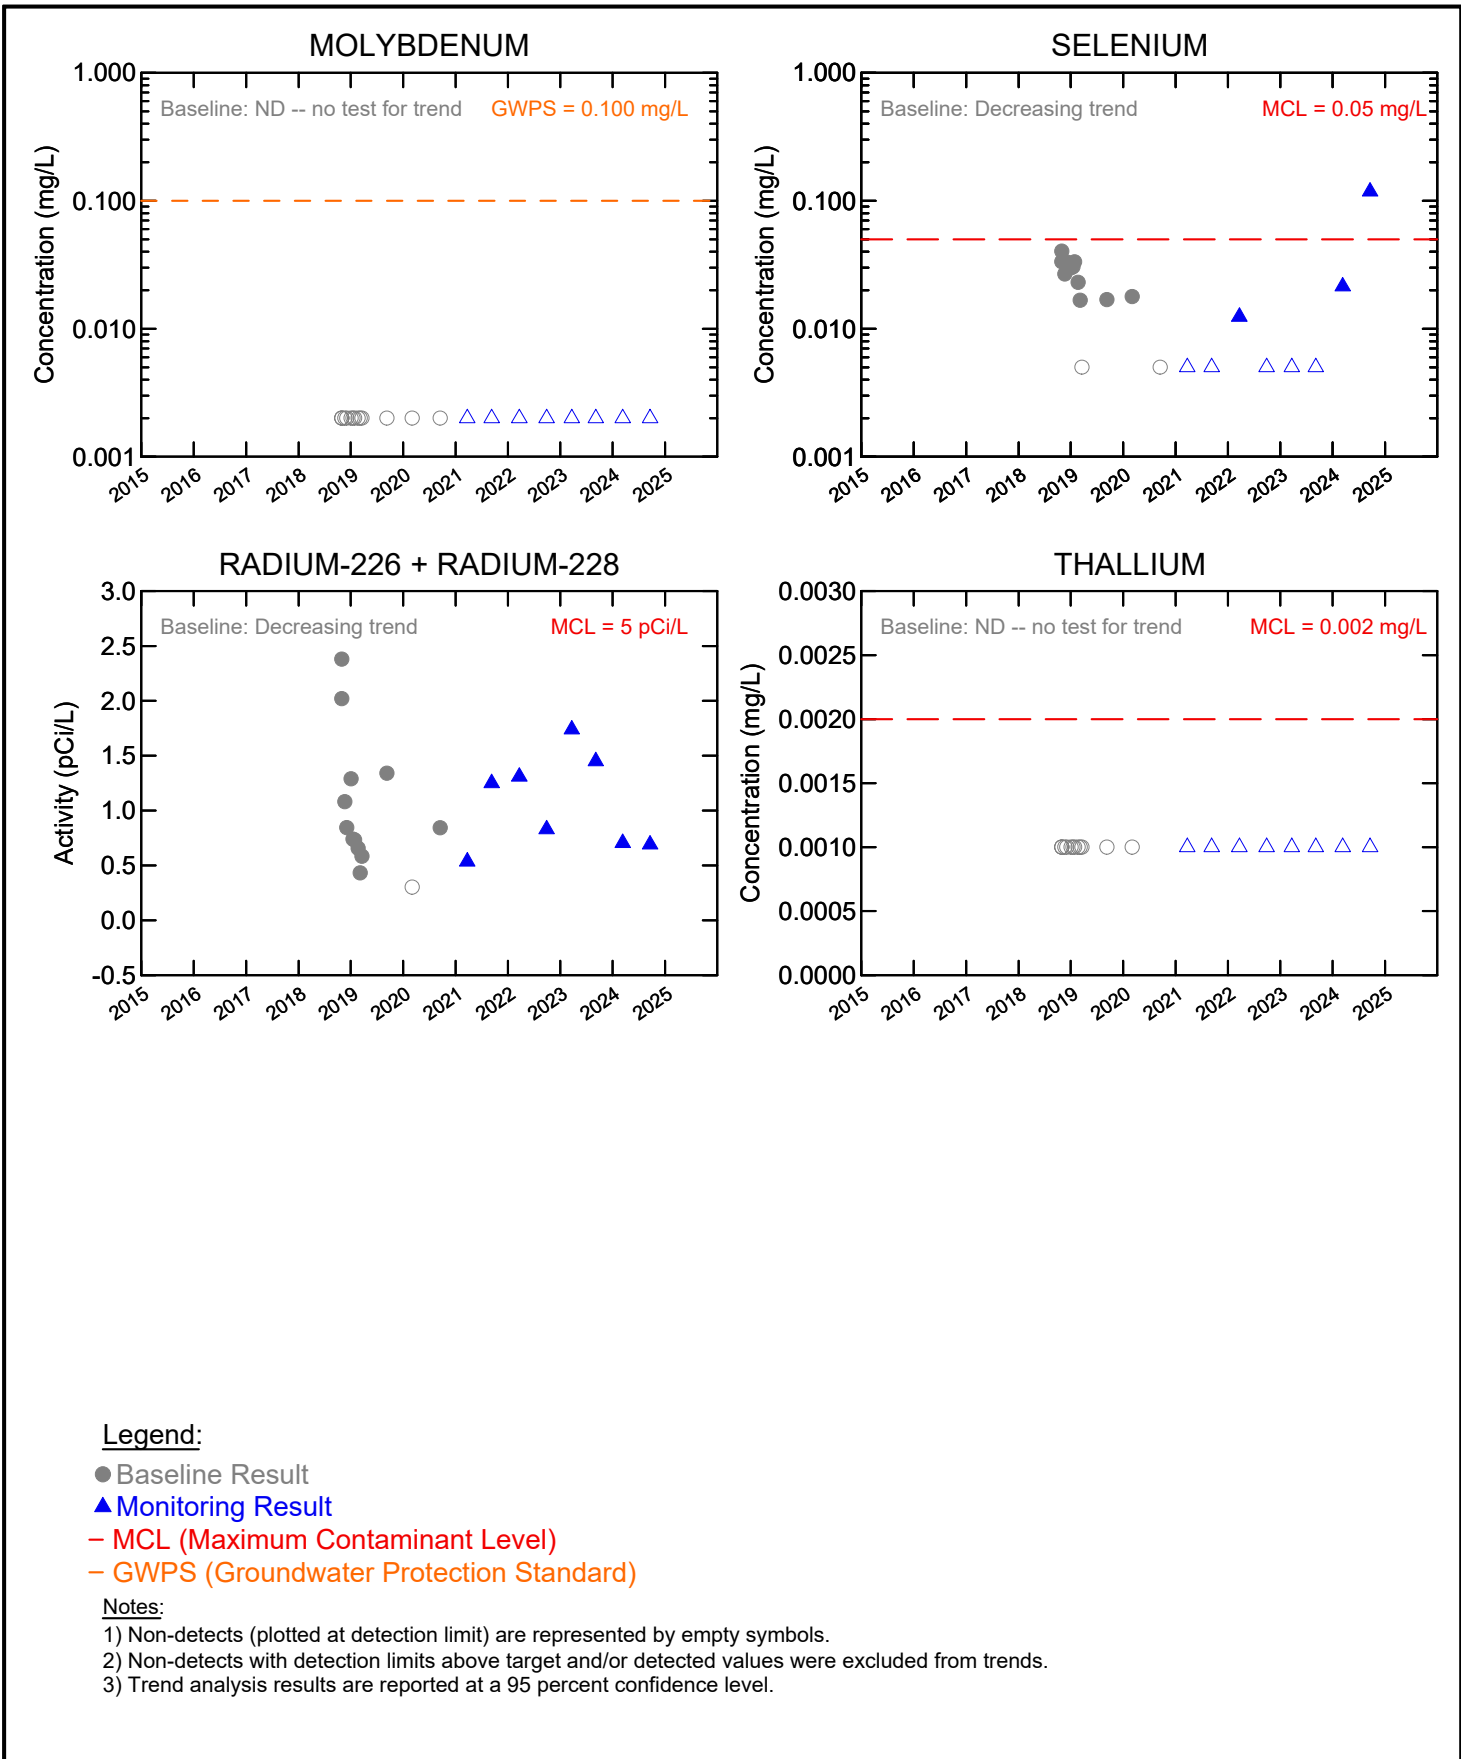 MOLYBDENUM
Concentration (mg/L)
1.000
0.100
0.010
0.001
Baseline: ND -- no test for trend
GWPS = 0.100 mg/L
2015 2016 2017 2018 2019 2020 2021 2022 2023 2024 2025
SELENIUM
Concentration (mg/L)
1.000
0.100
0.010
0.001
Baseline: Decreasing trend
MCL = 0.05 mg/L
2015 2016 2017 2018 2019 2020 2021 2022 2023 2024 2025
RADIUM-226 + RADIUM-228
Activity (pCi/L)
3.0
2.5
2.0
1.5
1.0
0.5
0.0
-0.5
Baseline: Decreasing trend
MCL = 5 pCi/L
2015 2016 2017 2018 2019 2020 2021 2022 2023 2024 2025
THALLIUM
Concentration (mg/L)
0.0030
0.0025
0.0020
0.0015
0.0010
0.0005
0.0000
Baseline: ND -- no test for trend
MCL = 0.002 mg/L
2015 2016 2017 2018 2019 2020 2021 2022 2023 2024 2025
Legend:
Baseline Result
Monitoring Result
MCL (Maximum Contaminant Level)
GWPS (Groundwater Protection Standard)
Notes:
1) Non-detects (plotted at detection limit) are represented by empty symbols.
2) Non-detects with detection limits above target and/or detected values were excluded from trends.
3) Trend analysis results are reported at a 95 percent confidence level.